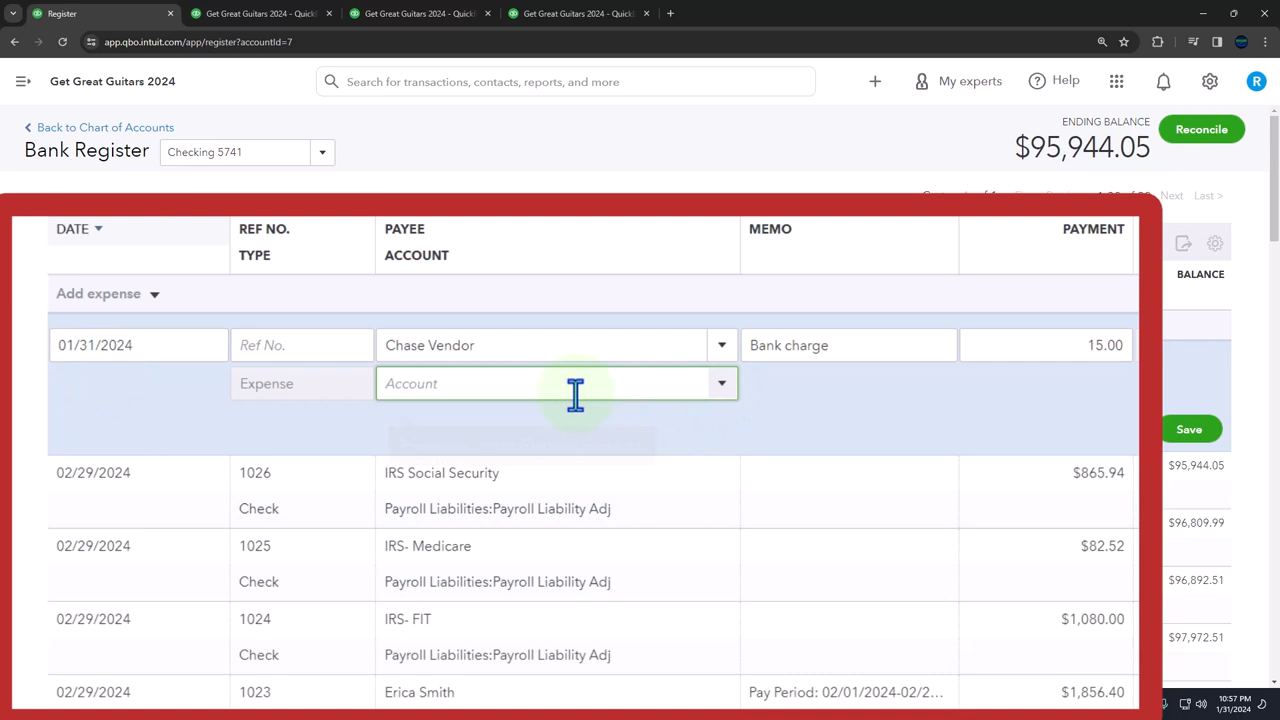 Register
Get Great Guitars 2024 - Quick
Get Great Guitars 2024 - Quick
Get Great Guitars 2024 - Quick
app.qbo.intuit.com/app/register?accountId=7
Get Great Guitars 2024
Search for transactions, contacts, reports, and more
My experts
Help
R
Back to Chart of Accounts
ENDING BALANCE
Bank Register
Checking 5741
$95,944.05
Reconcile
Next Last >
DATE REF NO. PAYEE MEMO PAYMENT
TYPE ACCOUNT
BALANCE
Add expense
01/31/2024 Ref No. Chase Vendor Bank charge 15.00
Expense Account
Save
02/29/2024 1026 IRS Social Security $865.94 $95,944.05
Check Payroll Liabilities:Payroll Liability Adj
02/29/2024 1025 IRS- Medicare $82.52 $96,809.99
Check Payroll Liabilities:Payroll Liability Adj $96,892.51
02/29/2024 1024 IRS- FIT $1,080.00
Check Payroll Liabilities:Payroll Liability Adj $97,972.51
02/29/2024 1023 Erica Smith Pay Period: 02/01/2024-02/2... $1,856.40
10:57 PM
1/31/2024